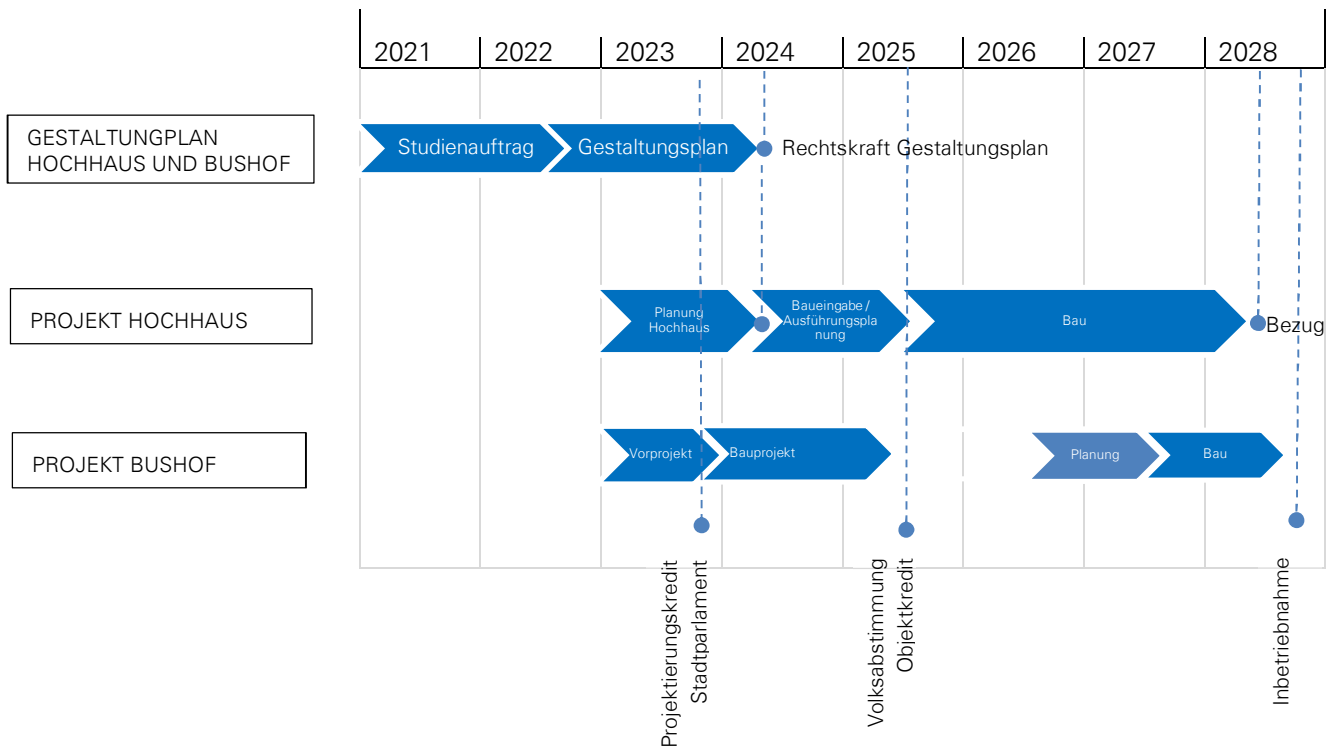 2021 2022 2023 2024 2025 2026 2027 2028
GESTALTUNGPLAN
HOCHHAUS UND BUSHOF
Studienauftrag
Gestaltungsplan
Rechtskraft Gestaltungsplan
PROJEKT HOCHHAUS
Planung
Hochhaus
Baueingabe /
Ausführungspla
nung
Bau
Bezug
PROJEKT BUSHOF
Vorprojekt
Bauprojekt
Planung
Bau
Projektierungskredit
Stadtparlament
Volksabstimmung
Objektkredit
Inbetriebnahme